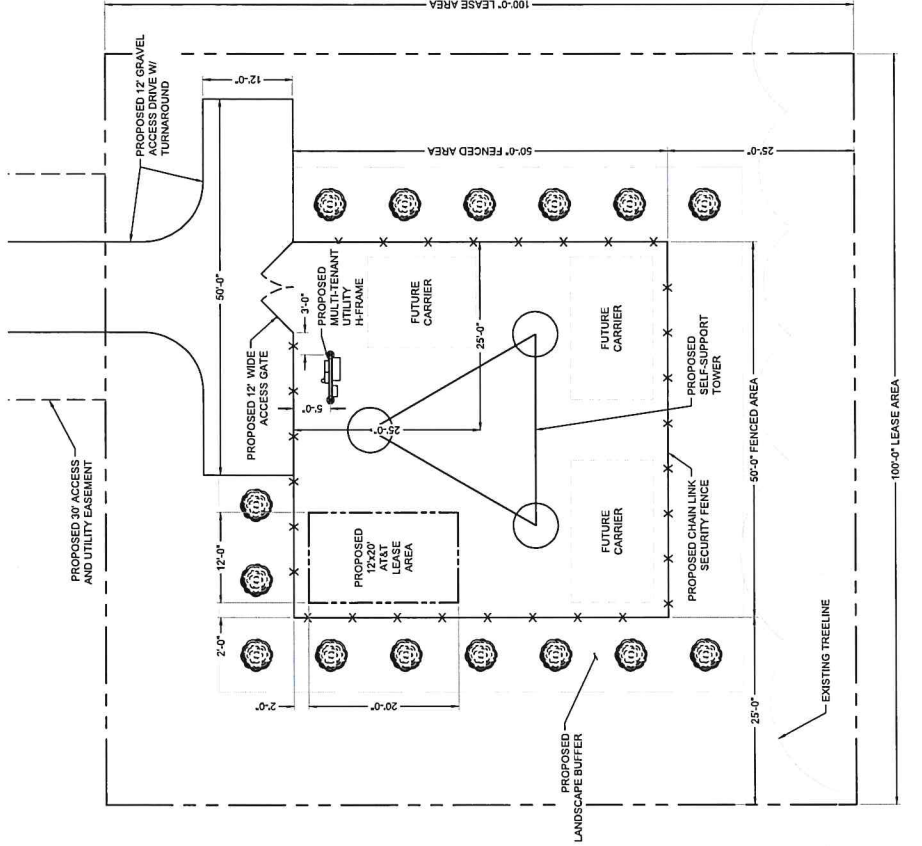 100'-0" LEASE AREA
PROPOSED 12' GRAVEL
ACCESS DRIVE W/
TURNAROUND
12'-0"
PROPOSED 30' ACCESS
AND UTILITY EASEMENT
50'-0"
PROPOSED 12' WIDE
ACCESS GATE
3'-0"
PROPOSED
MULTI-TENANT
UTILITY
H-FRAME
5'-0"
50'-0" FENCED AREA
25'-0"
FUTURE
CARRIER
25'-0"
25'-0"
12'-0"
2'-0"
2'-0"
20'-0"
PROPOSED
12'x20'
AT&T
LEASE
AREA
FUTURE
CARRIER
FUTURE
CARRIER
PROPOSED
SELF-SUPPORT
TOWER
PROPOSED CHAIN LINK
SECURITY FENCE
50'-0" FENCED AREA
25'-0"
PROPOSED
LANDSCAPE BUFFER
EXISTING TREELINE
100'-0" LEASE AREA